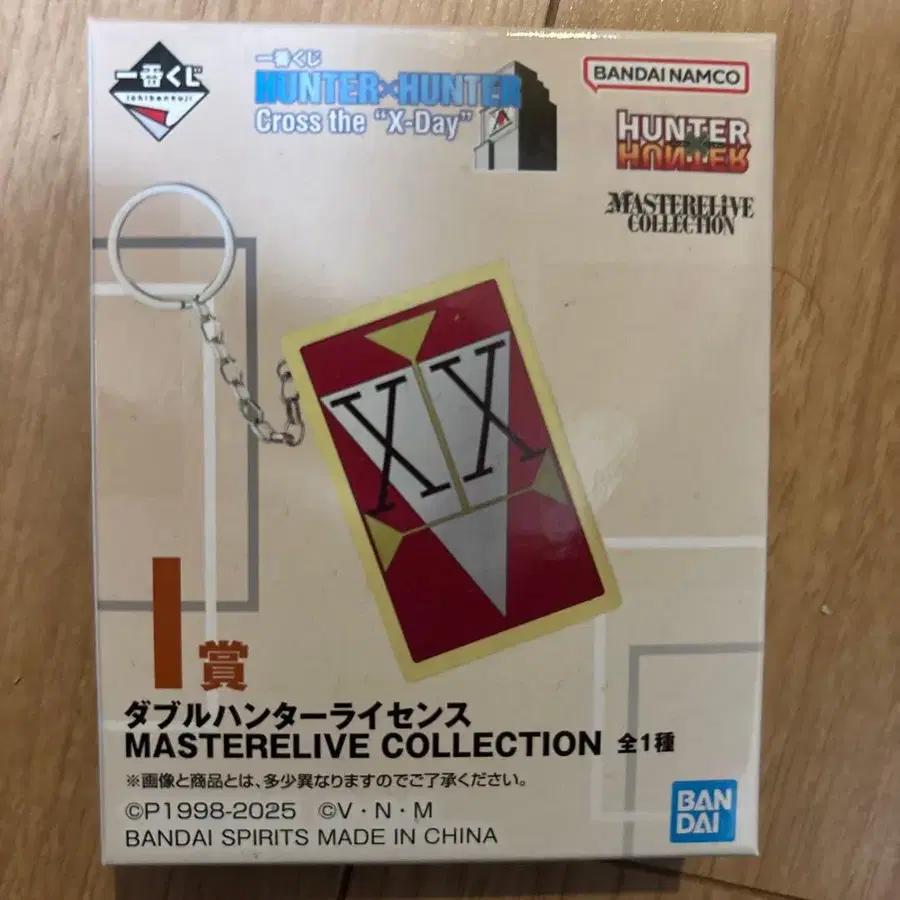 一番くじ
ichibankuji
一番くじ
HUNTER×HUNTER
Cross the "X-Day"
BANDAI NAMCO
HUNTER
HUNTER
MASTERELIVE
COLLECTION
XX
I賞
ダブルハンターライセンス
MASTERELIVE COLLECTION 全1種
※画像と商品とは、多少異なりますのでご了承ください。
©P1998-2025 ©V・N・M
BANDAI SPIRITS MADE IN CHINA
BAN
DAI